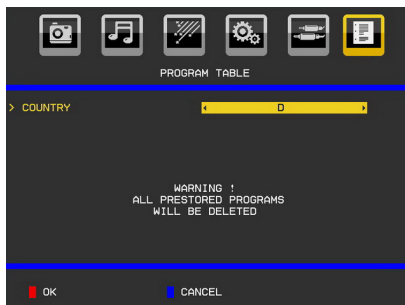 PROGRAM TABLE
> COUNTRY D
WARNING !
ALL PRESTORED PROGRAMS
WILL BE DELETED
OK CANCEL